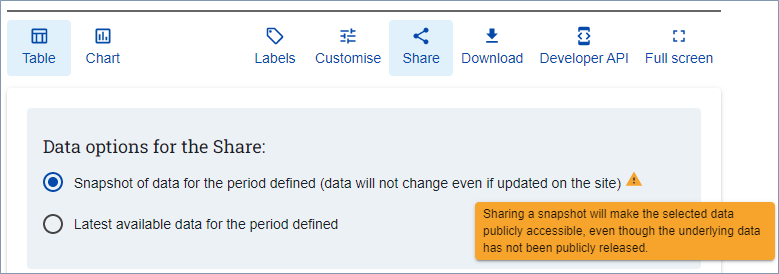 Table Chart Labels Customise Share Download Developer API Full screen
Data options for the Share:
Snapshot of data for the period defined (data will not change even if updated on the site)
Latest available data for the period defined
Sharing a snapshot will make the selected data
publicly accessible, even though the underlying data
has not been publicly released.